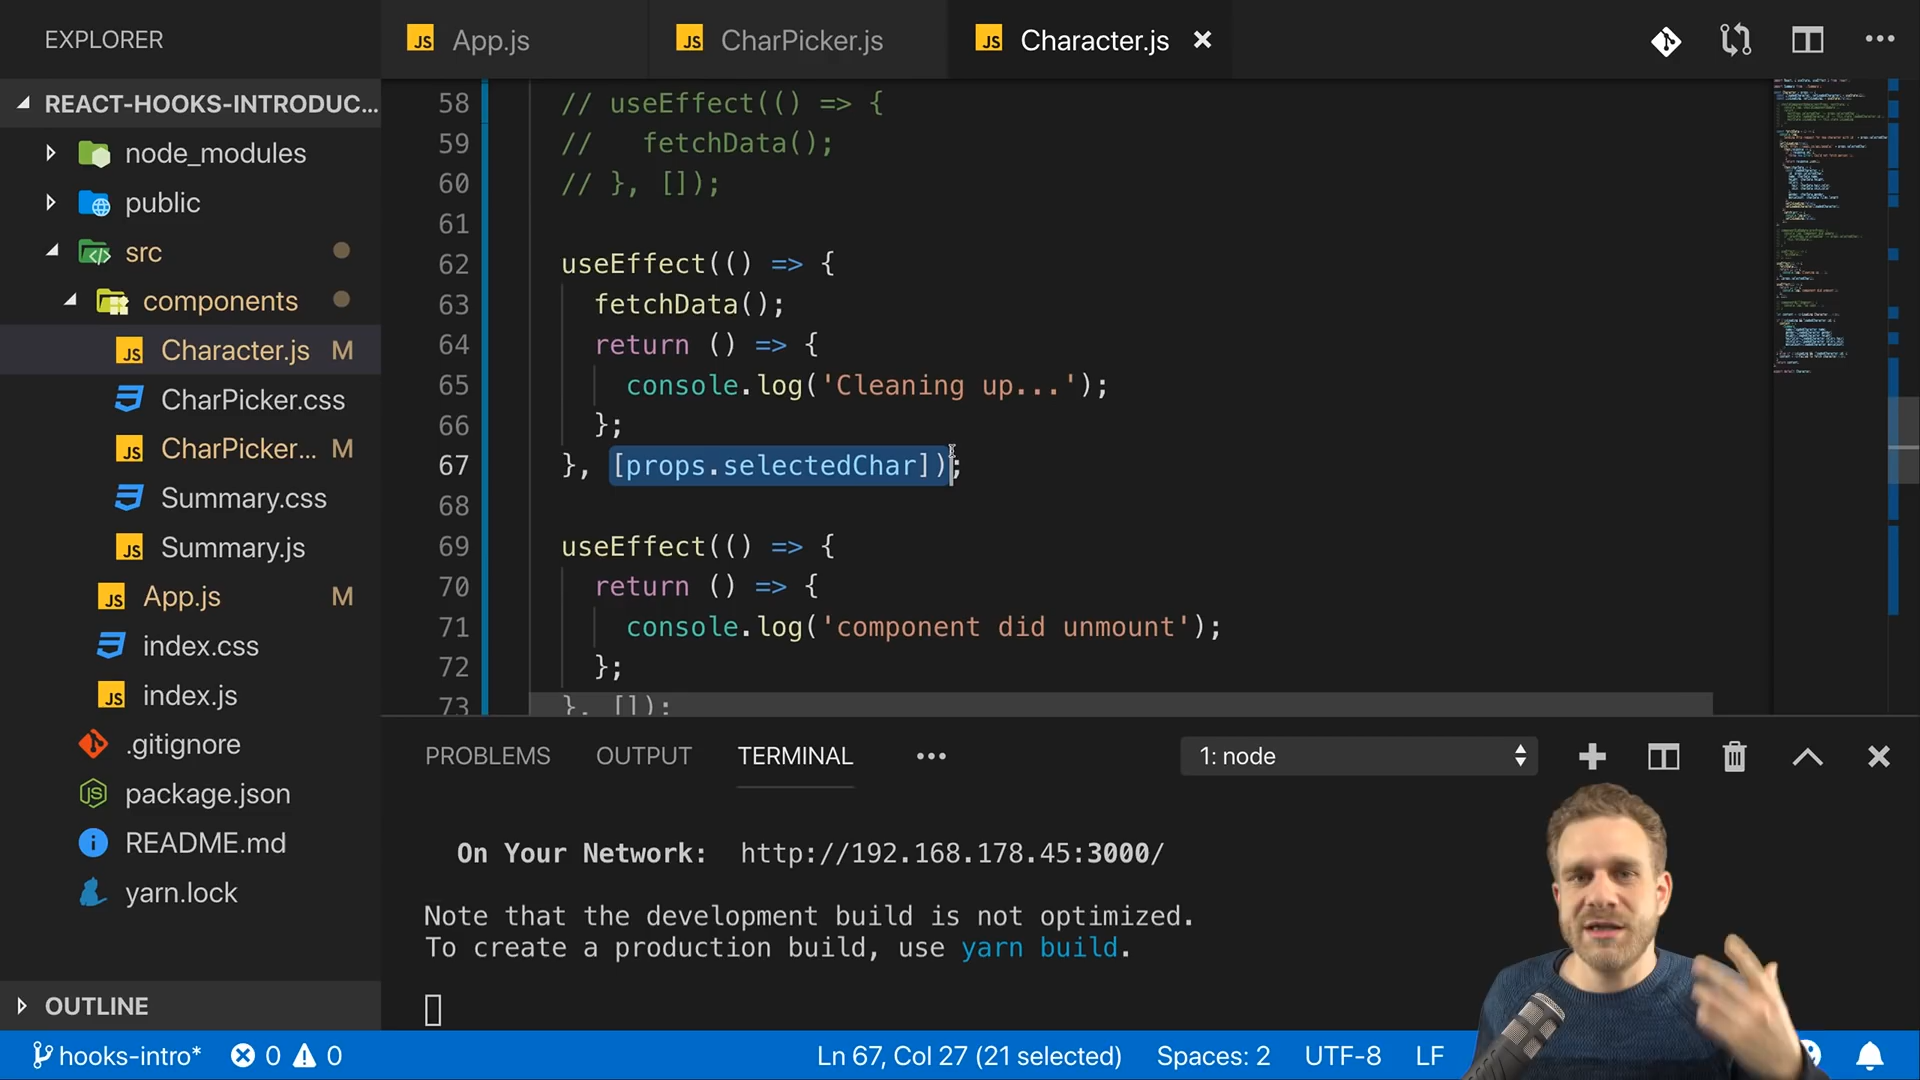 EXPLORER
App.js
CharPicker.js
Character.js
REACT-HOOKS-INTRODUC...
node_modules
public
src
components
Character.js M
CharPicker.css
CharPicker... M
Summary.css
Summary.js
App.js M
index.css
index.js
.gitignore
package.json
README.md
yarn.lock
OUTLINE
58 // useEffect(() => {
59 //   fetchData();
60 // }, []);
61
62 useEffect(() => {
63   fetchData();
64   return () => {
65     console.log('Cleaning up...');
66   };
67 }, [props.selectedChar]);
68
69 useEffect(() => {
70   return () => {
71     console.log('component did unmount');
72   };
73 }, []);
PROBLEMS OUTPUT TERMINAL ••• 1: node
On Your Network: http://192.168.178.45:3000/
Note that the development build is not optimized.
To create a production build, use yarn build.
hooks-intro* 0 0 Ln 67, Col 27 (21 selected) Spaces: 2 UTF-8 LF